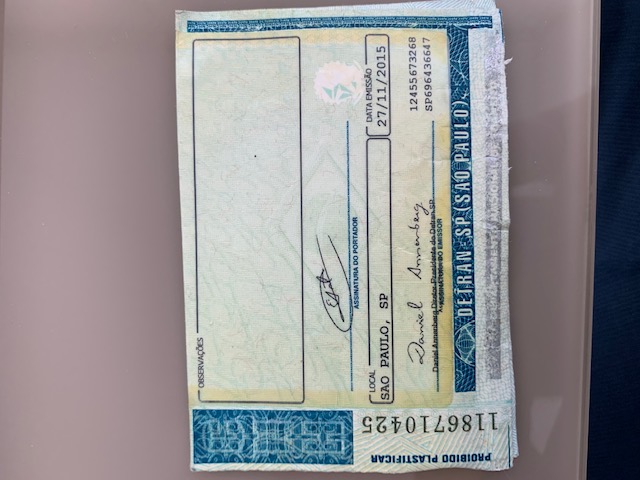 OBSERVAÇÕES
ASSINATURA DO PORTADOR
LOCAL
SAO PAULO, SP
DATA EMISSÃO
27/11/2015
Daniel Annenberg
Daniel Annenberg Diretor-Presidente do Detran.SP
ASSINATURA DO EMISSOR
12455673268
SP696436647
DETRAN-SP(SÃO PAULO)
DEPARTAMENTO NACIONAL DE TRÂNSITO
PROIBIDO PLASTIFICAR
1186710425